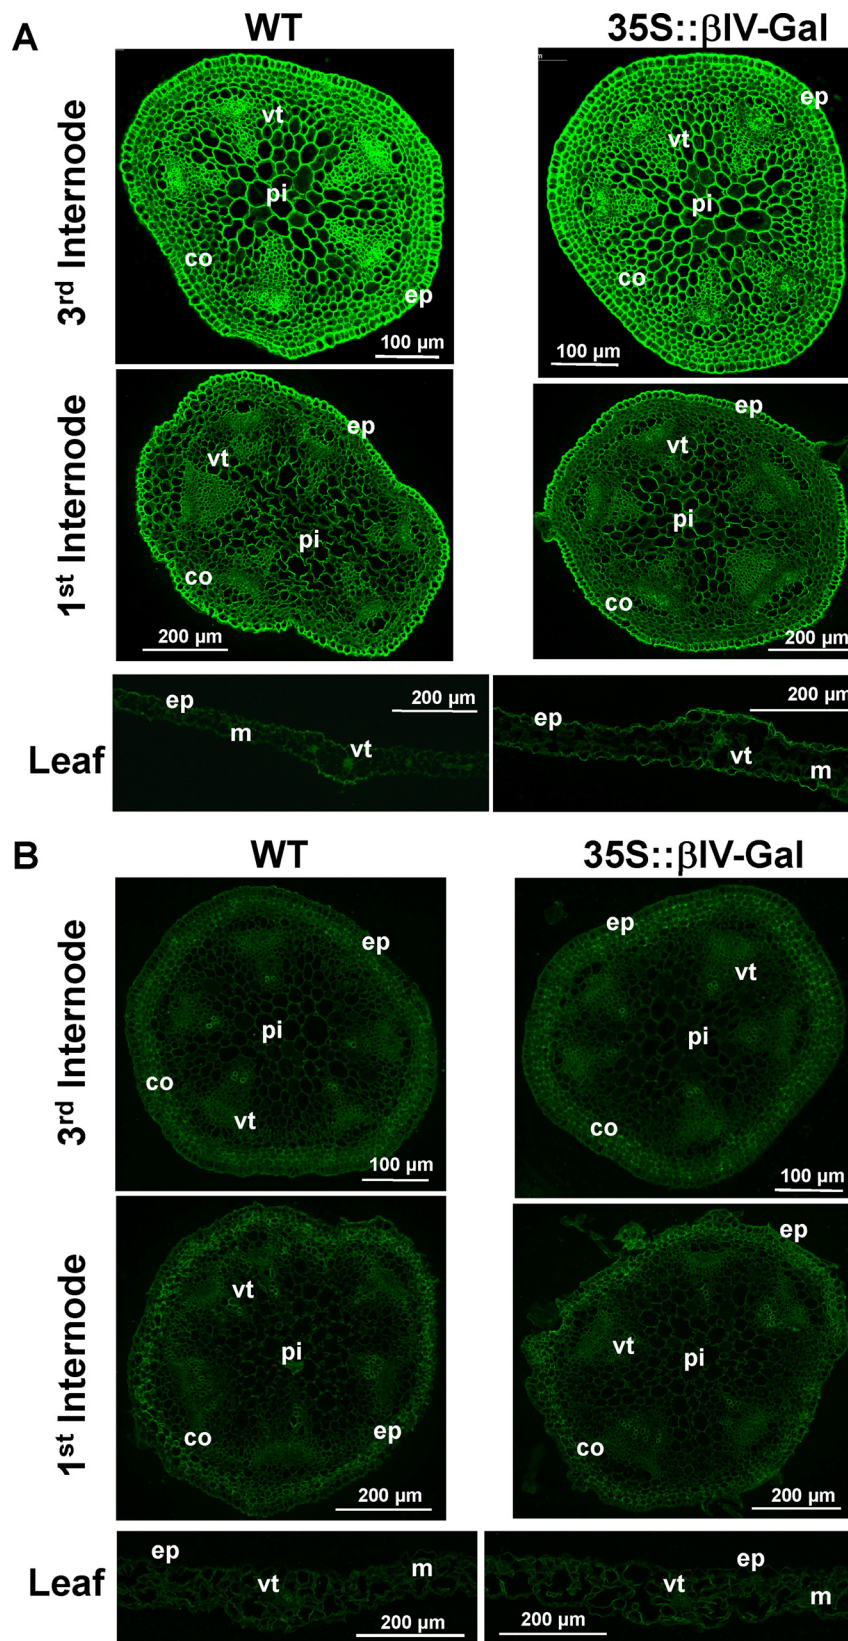 A
WT
35S::βIV-Gal
3rd Internode
vt
pi
co
ep
100 µm
ep
vt
pi
co
100 µm
1st Internode
ep
vt
pi
co
200 µm
ep
vt
pi
co
200 µm
Leaf
ep
m
vt
200 µm
ep
vt
m
200 µm
B
WT
35S::βIV-Gal
3rd Internode
ep
pi
co
vt
100 µm
ep
vt
pi
co
100 µm
1st Internode
vt
pi
co
ep
200 µm
ep
vt
pi
co
200 µm
Leaf
ep
vt
m
200 µm
ep
vt
m
200 µm